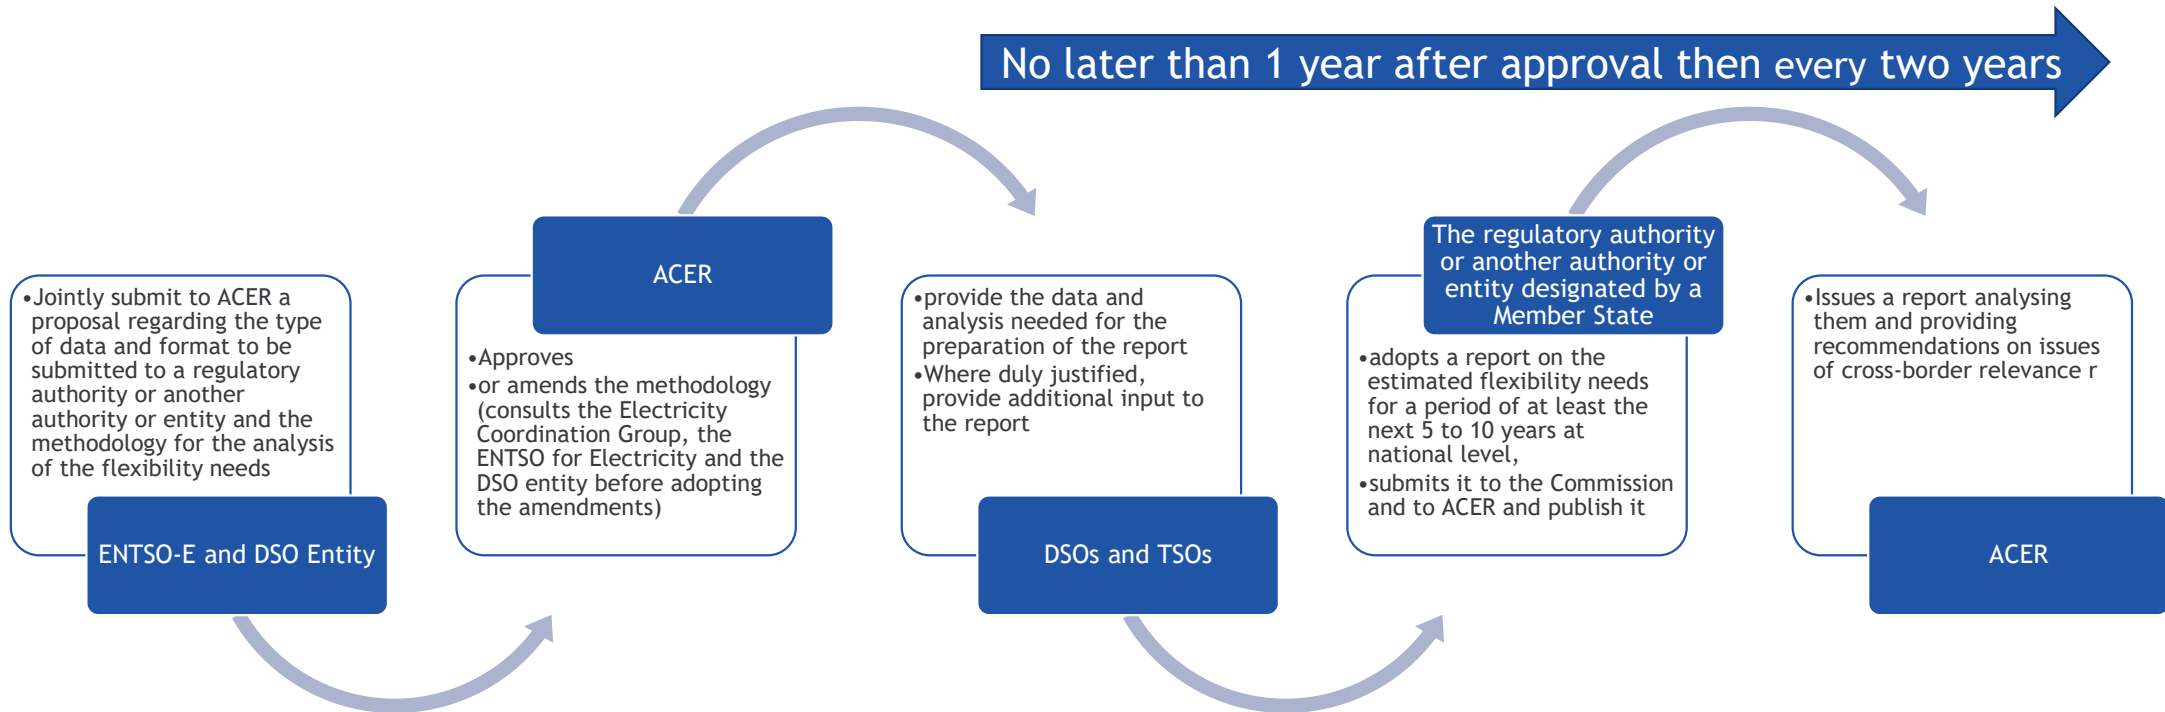 No later than 1 year after approval then every two years
•Jointly submit to ACER a
proposal regarding the type
of data and format to be
submitted to a regulatory
authority or another
authority or entity and the
methodology for the analysis
of the flexibility needs
ENTSO-E and DSO Entity
ACER
•Approves
•or amends the methodology
(consults the Electricity
Coordination Group, the
ENTSO for Electricity and the
DSO entity before adopting
the amendments)
•provide the data and
analysis needed for the
preparation of the report
•Where duly justified,
provide additional input to
the report
DSOs and TSOs
The regulatory authority
or another authority or
entity designated by a
Member State
•adopts a report on the
estimated flexibility needs
for a period of at least the
next 5 to 10 years at
national level,
•submits it to the Commission
and to ACER and publish it
•Issues a report analysing
them and providing
recommendations on issues
of cross-border relevance r
ACER